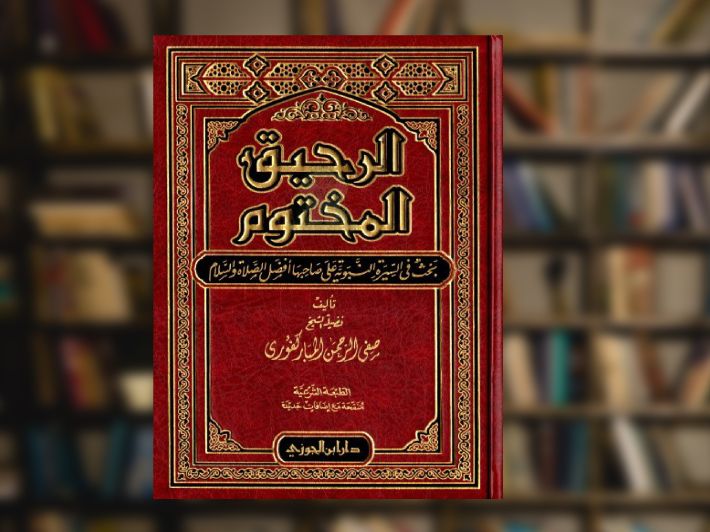 الرحيق
المختوم
بحث في السيرة النبوية على صاحبها أفضل الصلاة والسلام
تأليف
فضيلة الشيخ
صفي الرحمن المباركفوري
الطبعة الشرعية
المنقحة مع إضافات جديدة
دار ابن الجوزي